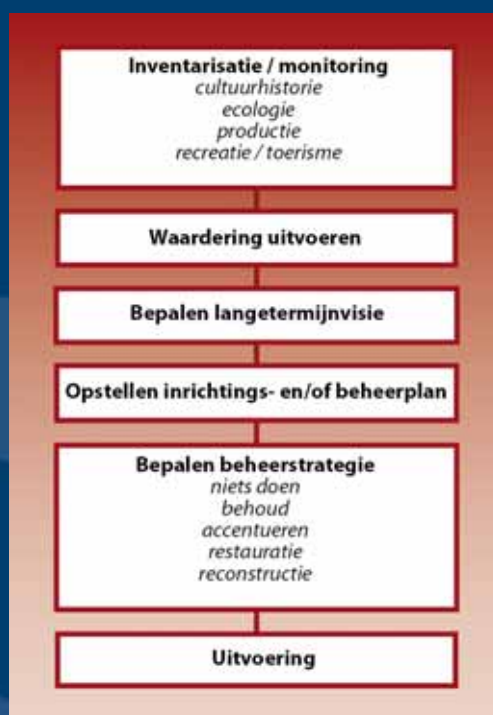 Inventarisatie / monitoring
cultuurhistorie
ecologie
productie
recreatie / toerisme
Waardering uitvoeren
Bepalen langetermijnvisie
Opstellen inrichtings- en/of beheerplan
Bepalen beheerstrategie
niets doen
behoud
accentueren
restauratie
reconstructie
Uitvoering